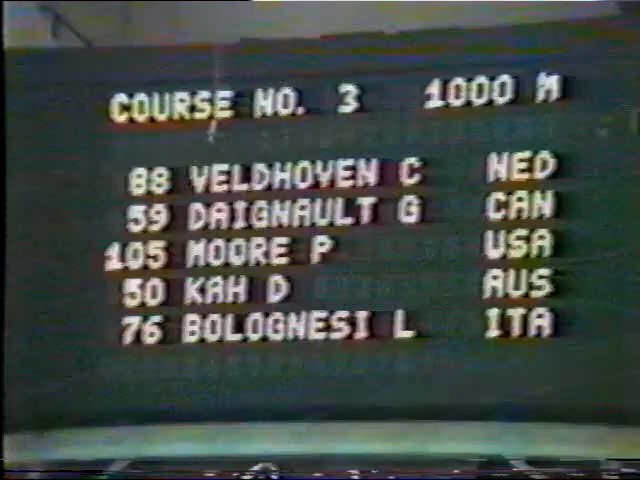 COURSE NO. 3 1000 M
88 VELDHOVEN C NED
59 DAIGNAULT G CAN
105 MOORE P USA
50 KAH D AUS
76 BOLOGNESI L ITA